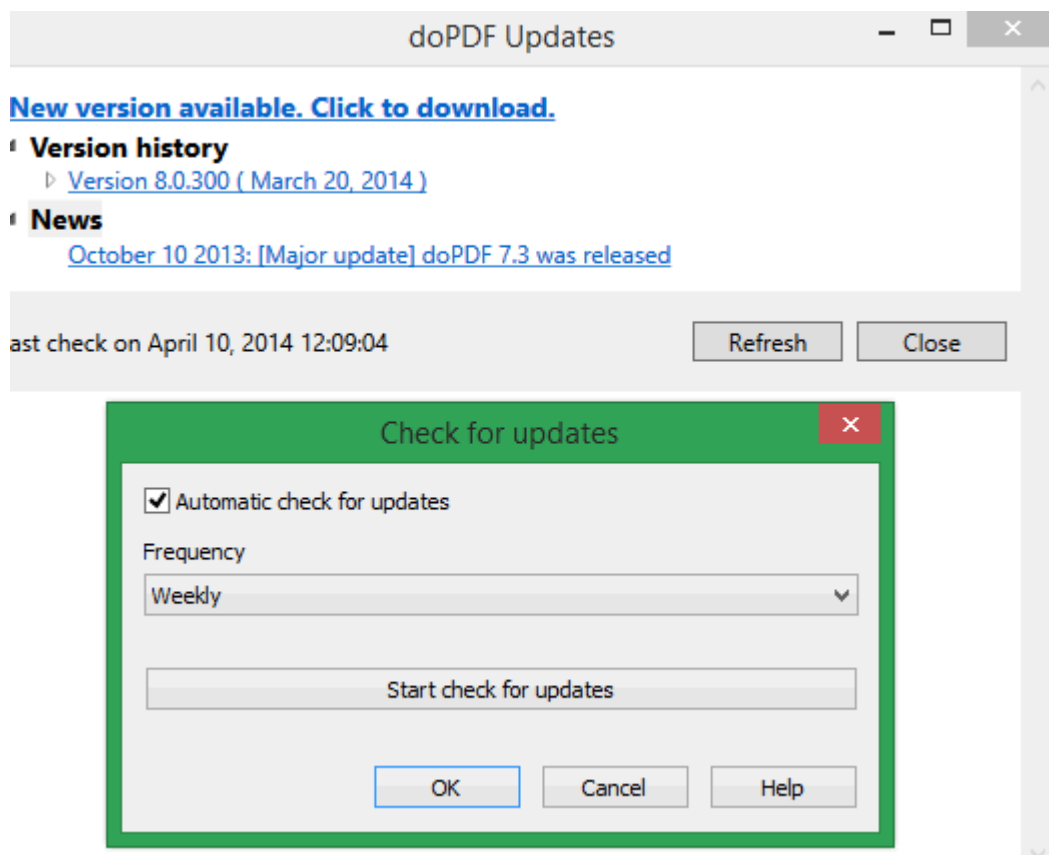 doPDF Updates
New version available. Click to download.
Version history
Version 8.0.300 ( March 20, 2014 )
News
October 10 2013: [Major update] doPDF 7.3 was released
ast check on April 10, 2014 12:09:04
Refresh
Close
Check for updates
Automatic check for updates
Frequency
Weekly
Start check for updates
OK
Cancel
Help